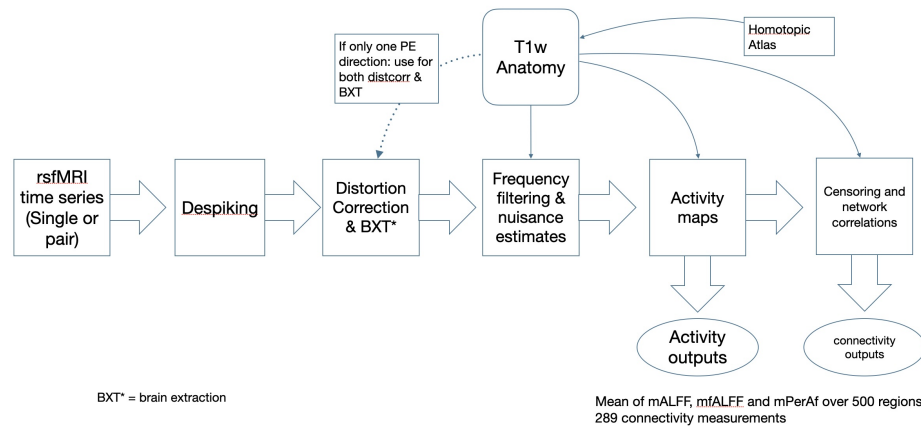 T1w
Anatomy
Homotopic
Atlas
If only one PE
direction: use for
both distcorr &
BXT
rsfMRI
time series
(Single or
pair)
Despiking
Distortion
Correction
& BXT*
Frequency
filtering &
nuisance
estimates
Activity
maps
Censoring and
network
correlations
Activity
outputs
connectivity
outputs
BXT* = brain extraction
Mean of mALFF, mfALFF and mPerAf over 500 regions
289 connectivity measurements